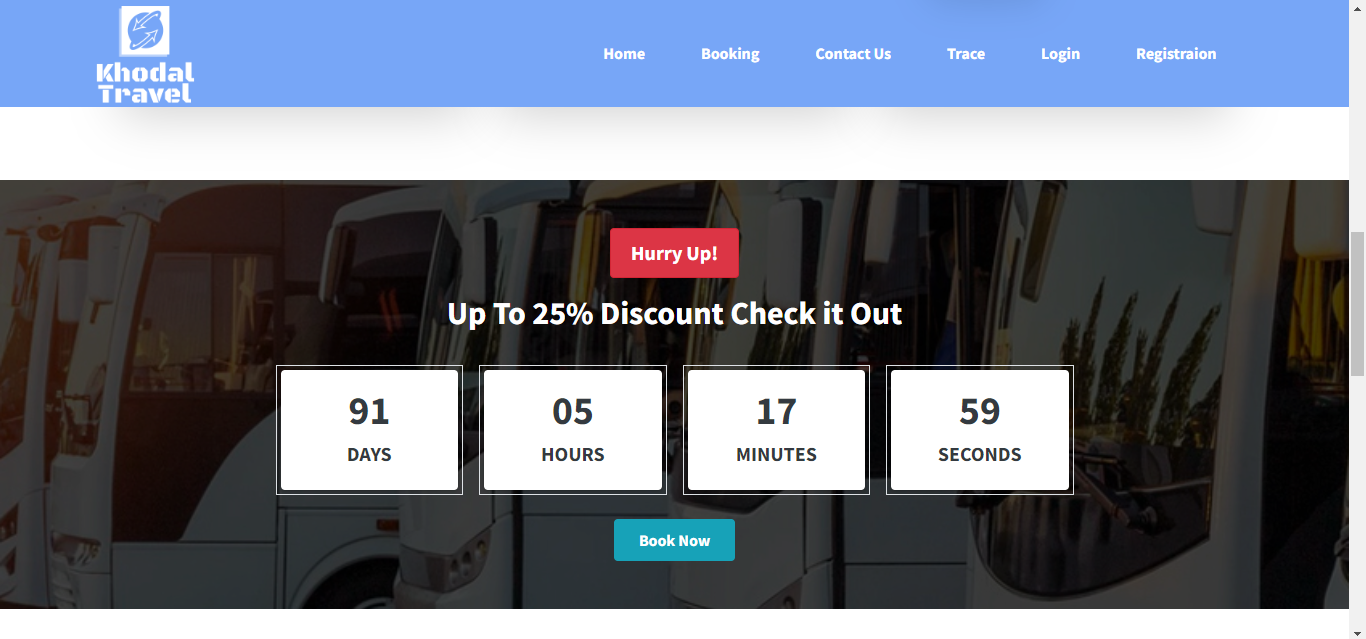 Khodal
Travel
Home Booking Contact Us Trace Login Registraion
Hurry Up!
Up To 25% Discount Check it Out
91 05 17 59
DAYS HOURS MINUTES SECONDS
Book Now